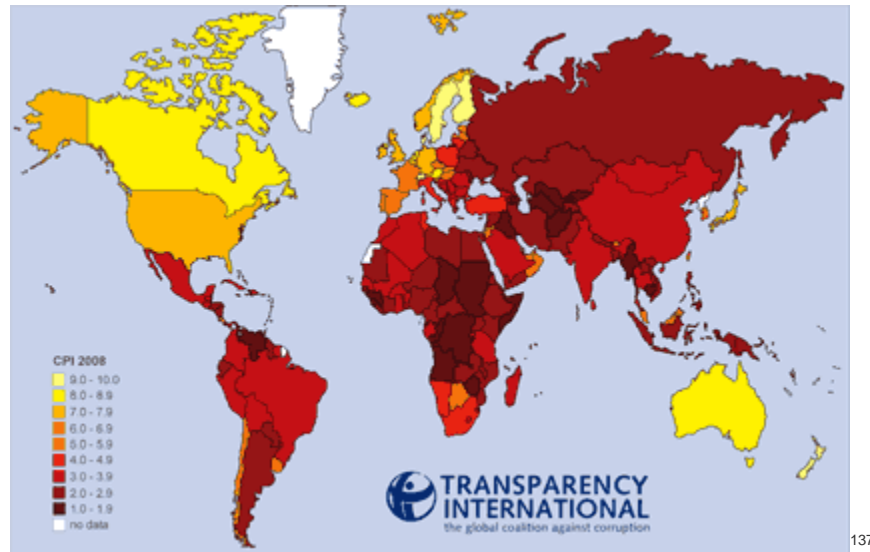 CPI 2008
9.0 - 10.0
8.0 - 8.9
7.0 - 7.9
6.0 - 6.9
5.0 - 5.9
4.0 - 4.9
3.0 - 3.9
2.0 - 2.9
1.0 - 1.9
no data
TRANSPARENCY
INTERNATIONAL
the global coalition against corruption
137